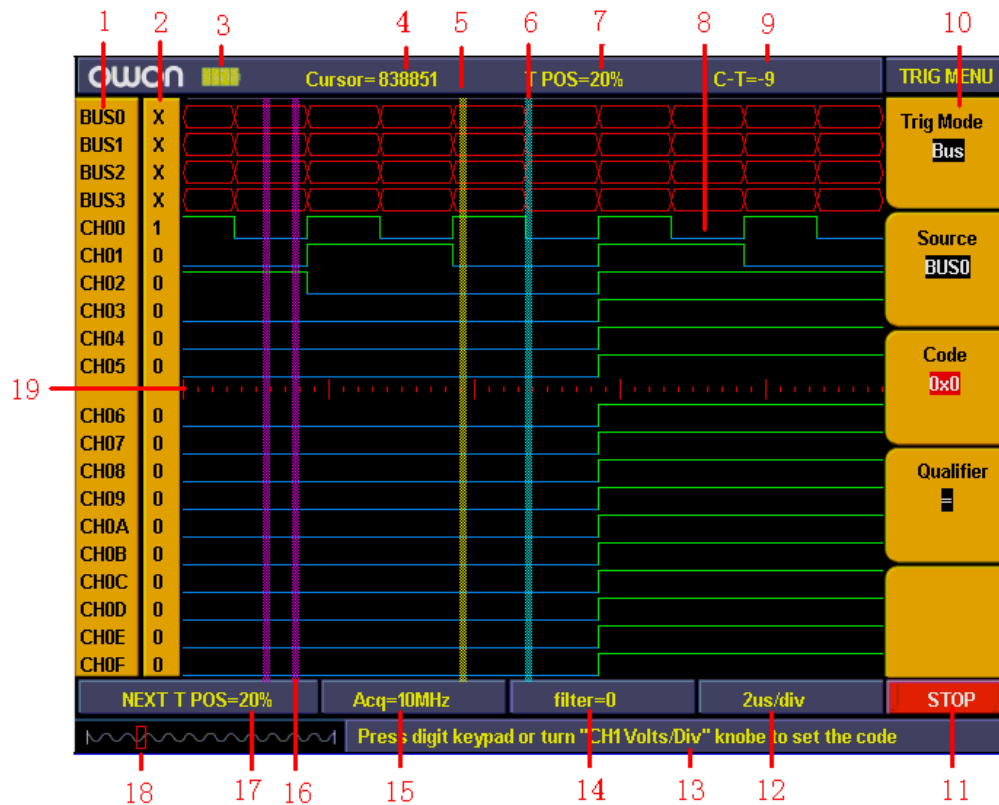 1 2 3 4 5 6 7 8 9 10
owon Cursor=838851 T POS=20% C-T=-9 TRIG MENU
BUS0 X
BUS1 X
BUS2 X
BUS3 X
CH00 1
CH01 0
CH02 0
CH03 0
CH04 0
CH05 0
19
CH06 0
CH07 0
CH08 0
CH09 0
CH0A 0
CH0B 0
CH0C 0
CH0D 0
CH0E 0
CH0F 0
Trig Mode
Bus
Source
BUS0
Code
0x0
Qualifier
=
NEXT T POS=20% Acq=10MHz filter=0 2us/div STOP
Press digit keypad or turn "CH1 Volts/Div" knobe to set the code
18 17 16 15 14 13 12 11